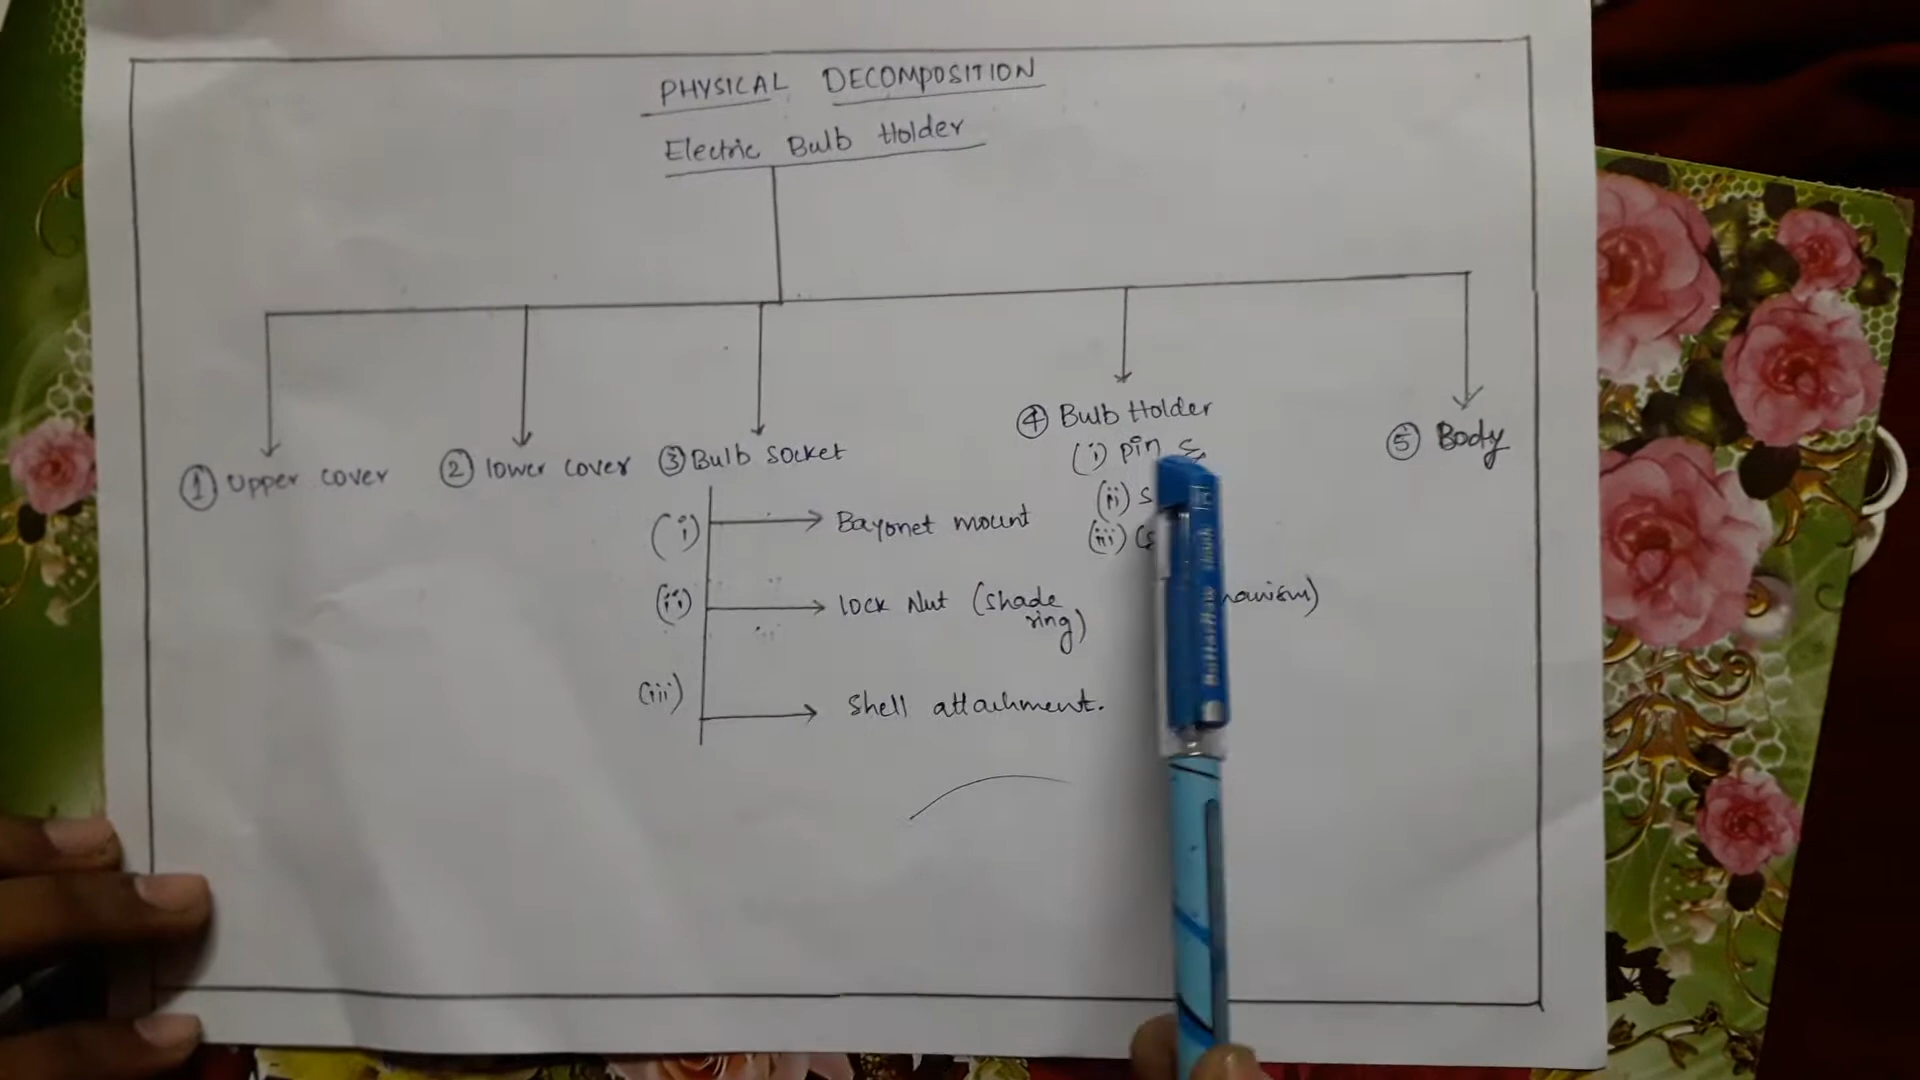 PHYSICAL DECOMPOSITION
Electric Bulb Holder
① Upper cover
② lower cover
③ Bulb socket
(i) Bayonet mount
(ii) lock Nut (shade
ring)
(iii) Shell attachment.
④ Bulb Holder
(i) pin &
(ii)
(iii)
⑤ Body